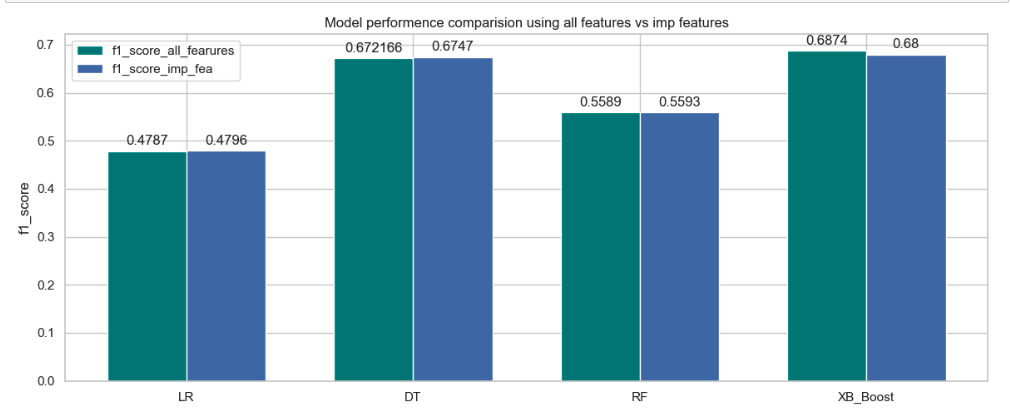 Model performence comparision using all features vs imp features
f1_score_all_fearures
f1_score_imp_fea
0.7
0.6
0.5
0.4
0.3
0.2
0.1
0.0
f1_score
0.4787
0.4796
0.672166
0.6747
0.5589
0.5593
0.6874
0.68
LR
DT
RF
XB_Boost